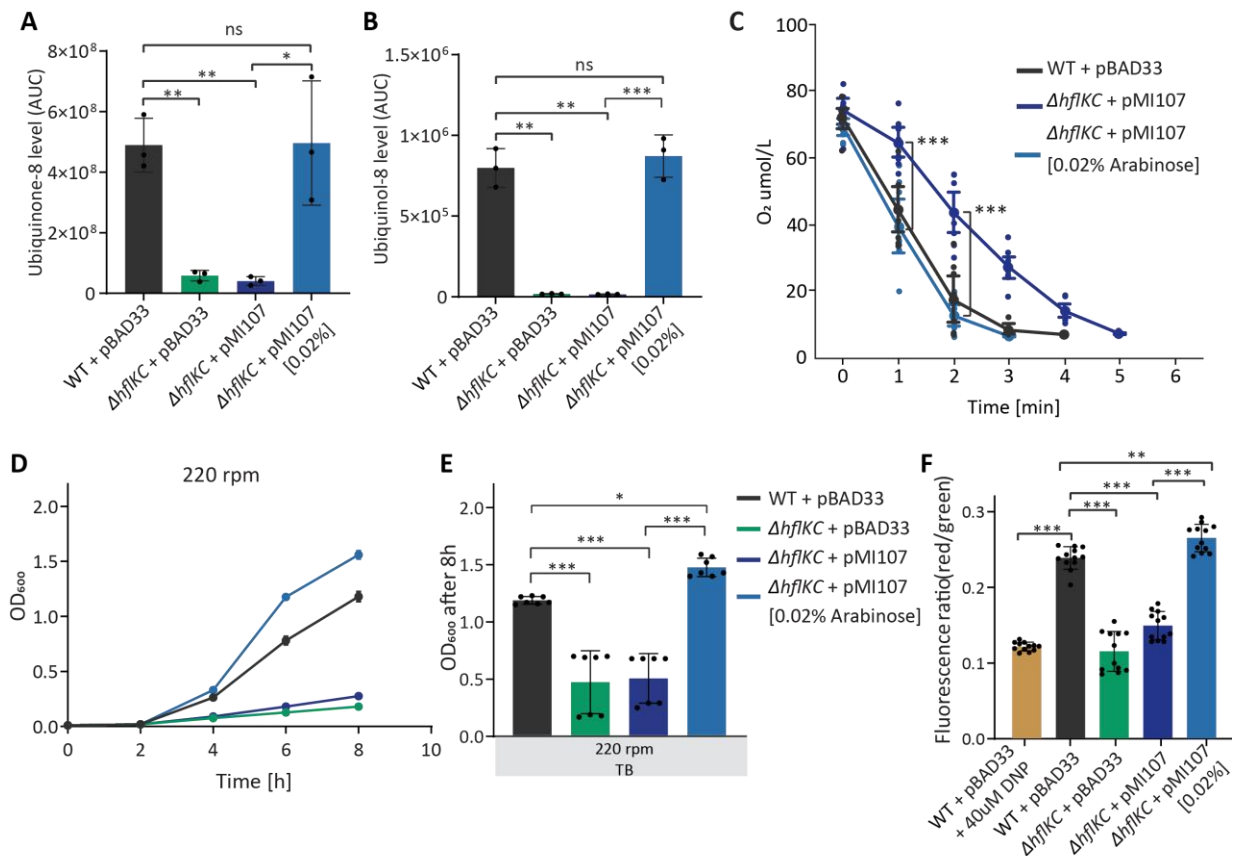 A
ns
8×10⁸
*
**
**
6×10⁸
4×10⁸
2×10⁸
0
Ubiquinone-8 level (AUC)
WT + pBAD33
ΔhflKC + pBAD33
ΔhflKC + pMI107
ΔhflKC + pMI107
[0.02%]
B
1.5×10⁶
ns
**
***
**
1×10⁶
5×10⁵
0
Ubiquinol-8 level (AUC)
WT + pBAD33
ΔhflKC + pBAD33
ΔhflKC + pMI107
ΔhflKC + pMI107
[0.02%]
C
100
80
60
40
20
0
O₂ umol/L
***
***
0 1 2 3 4 5 6
Time [min]
WT + pBAD33
ΔhflKC + pMI107
ΔhflKC + pMI107
[0.02% Arabinose]
D
220 rpm
2.0
1.5
1.0
0.5
0.0
OD₆₀₀
0 2 4 6 8 10
Time [h]
E
2.0
1.5
1.0
0.5
0.0
OD₆₀₀ after 8h
*
***
***
***
220 rpm
TB
WT + pBAD33
ΔhflKC + pBAD33
ΔhflKC + pMI107
ΔhflKC + pMI107
[0.02% Arabinose]
F
**
***
***
***
***
0.3
0.2
0.1
0.0
Fluorescence ratio(red/green)
WT + pBAD33
+ 40uM DNP
WT + pBAD33
ΔhflKC + pBAD33
ΔhflKC + pMI107
ΔhflKC + pMI107
[0.02%]